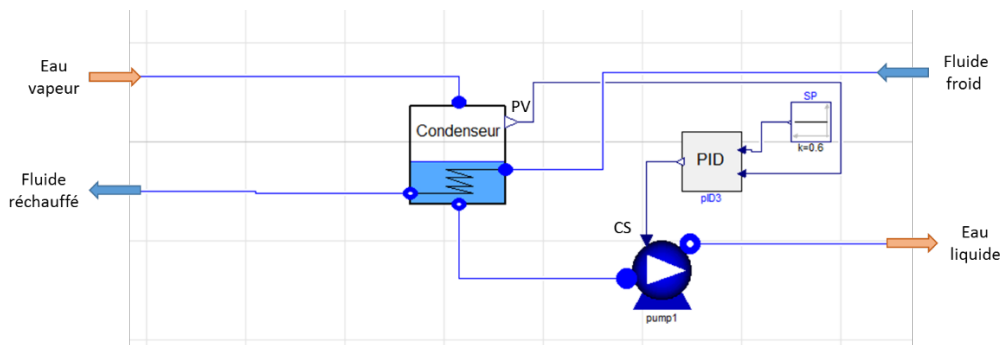 Eau
vapeur
Fluide
froid
PV
SP
Condenseur
PID
k=0.6
pID3
Fluide
réchauffé
CS
Eau
liquide
pump1